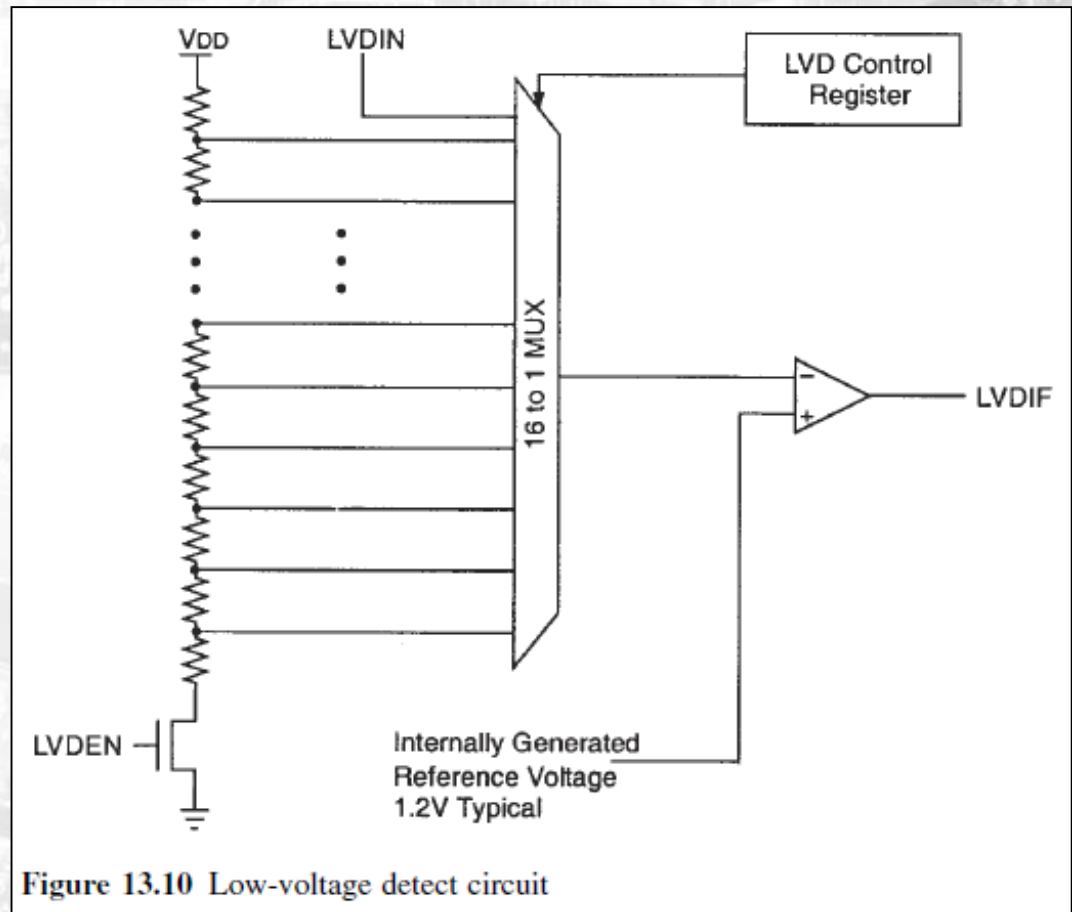 VDD
LVDIN
LVD Control
Register
16 to 1 MUX
−
+
LVDIF
LVDEN
Internally Generated
Reference Voltage
1.2V Typical
Figure 13.10 Low-voltage detect circuit